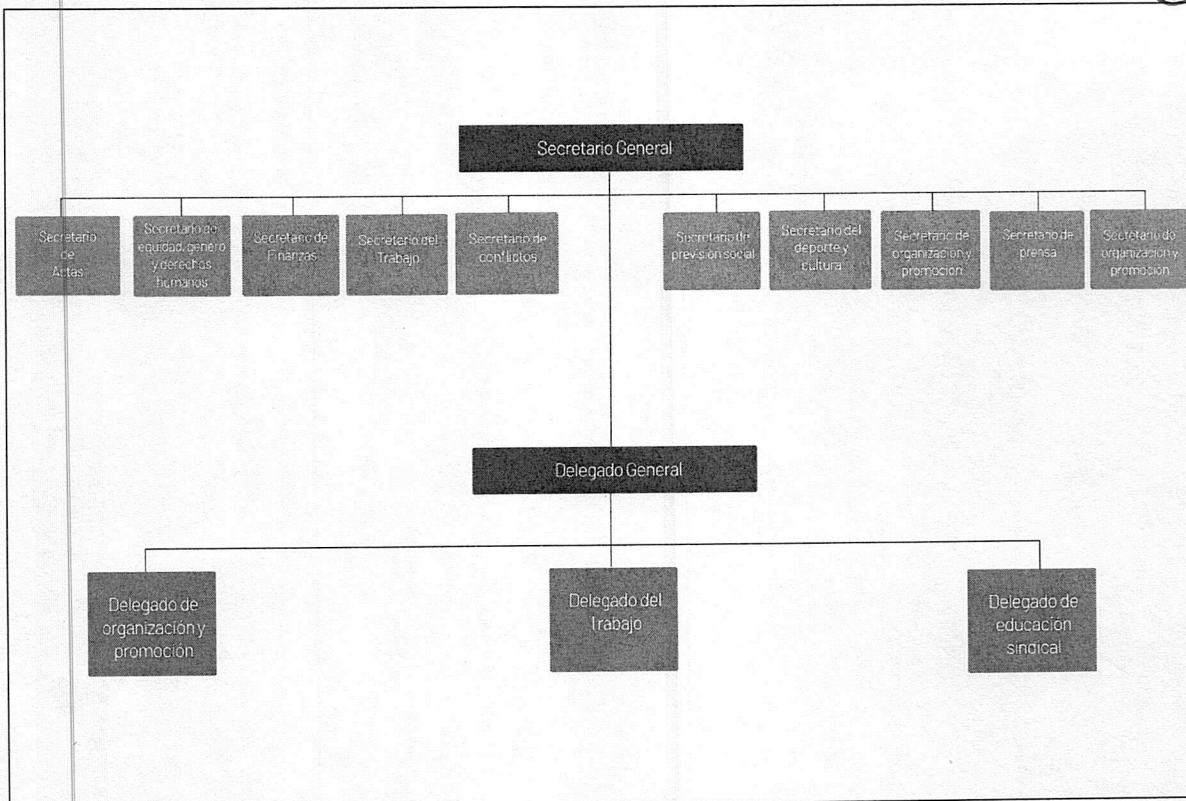 Secretario General
Secretario
de
Actas
Secretario de
equidad, genero
y derechos
humanos
Secretario de
Finanzas
Secretario del
Trabajo
Secretario de
conflictos
Secretario de
previsión social
Secretario del
deporte y
cultura
Secretario de
organización y
promoción
Secretario de
prensa
Secretario de
organización y
promoción
Delegado General
Delegado de
organización y
promoción
Delegado del
Trabajo
Delegado de
educación
sindical